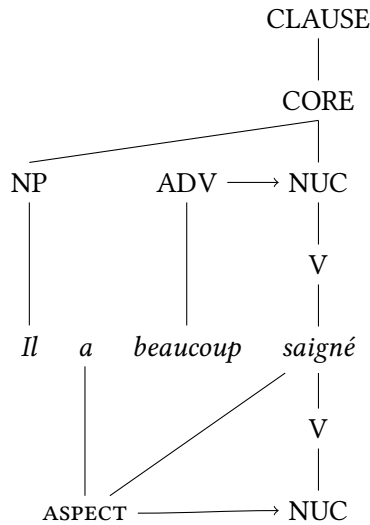 CLAUSE
CORE
NP ADV NUC
V
Il a beaucoup saigné
V
ASPECT NUC